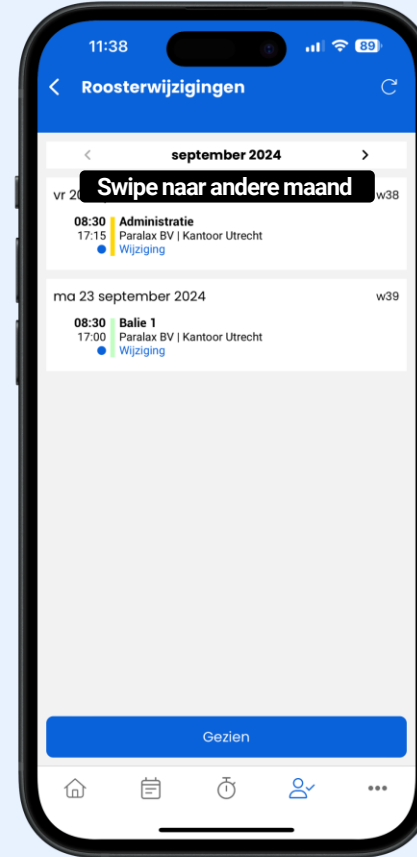 11:38
89
Roosterwijzigingen
september 2024
Swipe naar andere maand
vr 20
w38
08:30 Administratie
17:15 Paralax BV | Kantoor Utrecht
Wijziging
ma 23 september 2024
w39
08:30 Balie 1
17:00 Paralax BV | Kantoor Utrecht
Wijziging
Gezien